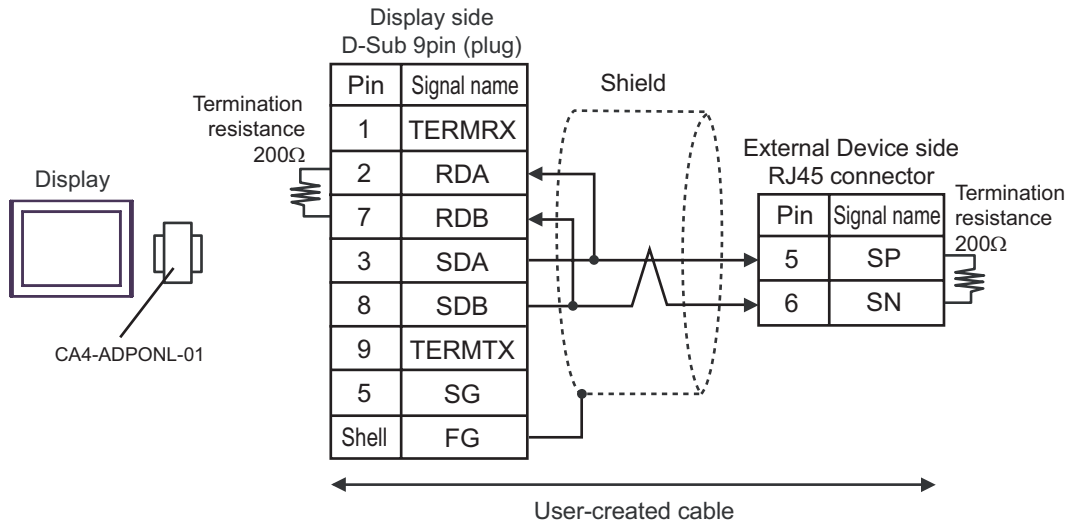 Display side
D-Sub 9pin (plug)
Pin Signal name
1 TERMRX
2 RDA
7 RDB
3 SDA
8 SDB
9 TERMTX
5 SG
Shell FG
Termination
resistance
200Ω
Display
CA4-ADPONL-01
Shield
External Device side
RJ45 connector
Pin Signal name
5 SP
6 SN
Termination
resistance
200Ω
User-created cable